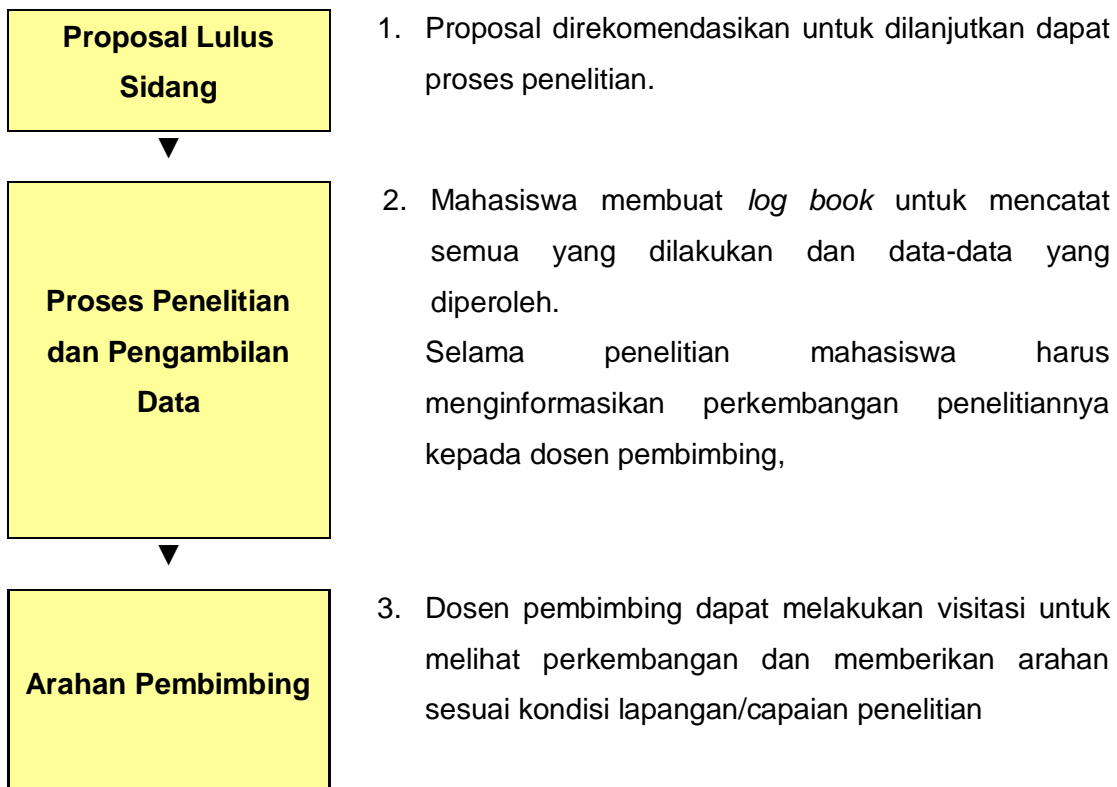 Proposal Lulus
Sidang
1. Proposal direkomendasikan untuk dilanjutkan dapat
proses penelitian.
▼
Proses Penelitian
dan Pengambilan
Data
2. Mahasiswa membuat log book untuk mencatat
semua yang dilakukan dan data-data yang
diperoleh.
Selama penelitian mahasiswa harus
menginformasikan perkembangan penelitiannya
kepada dosen pembimbing,
▼
Arahan Pembimbing
3. Dosen pembimbing dapat melakukan visitasi untuk
melihat perkembangan dan memberikan arahan
sesuai kondisi lapangan/capaian penelitian